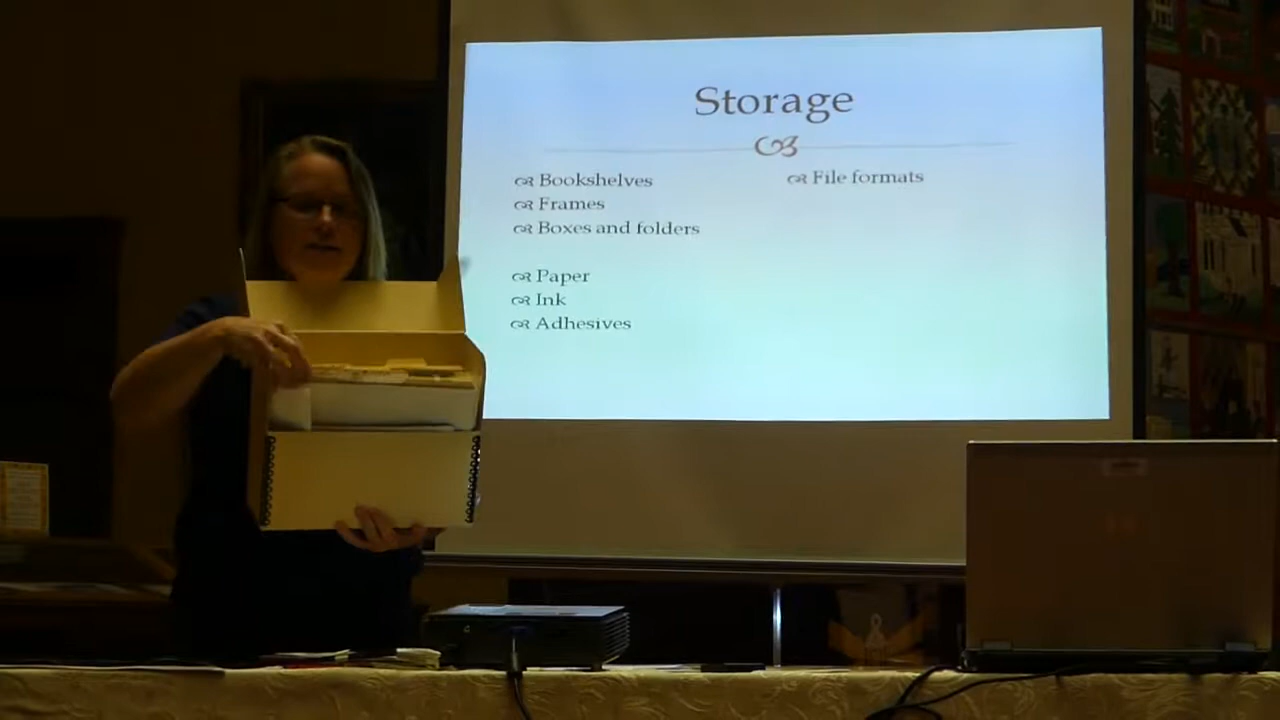 Storage
Bookshelves
Frames
Boxes and folders
Paper
Ink
Adhesives
File formats